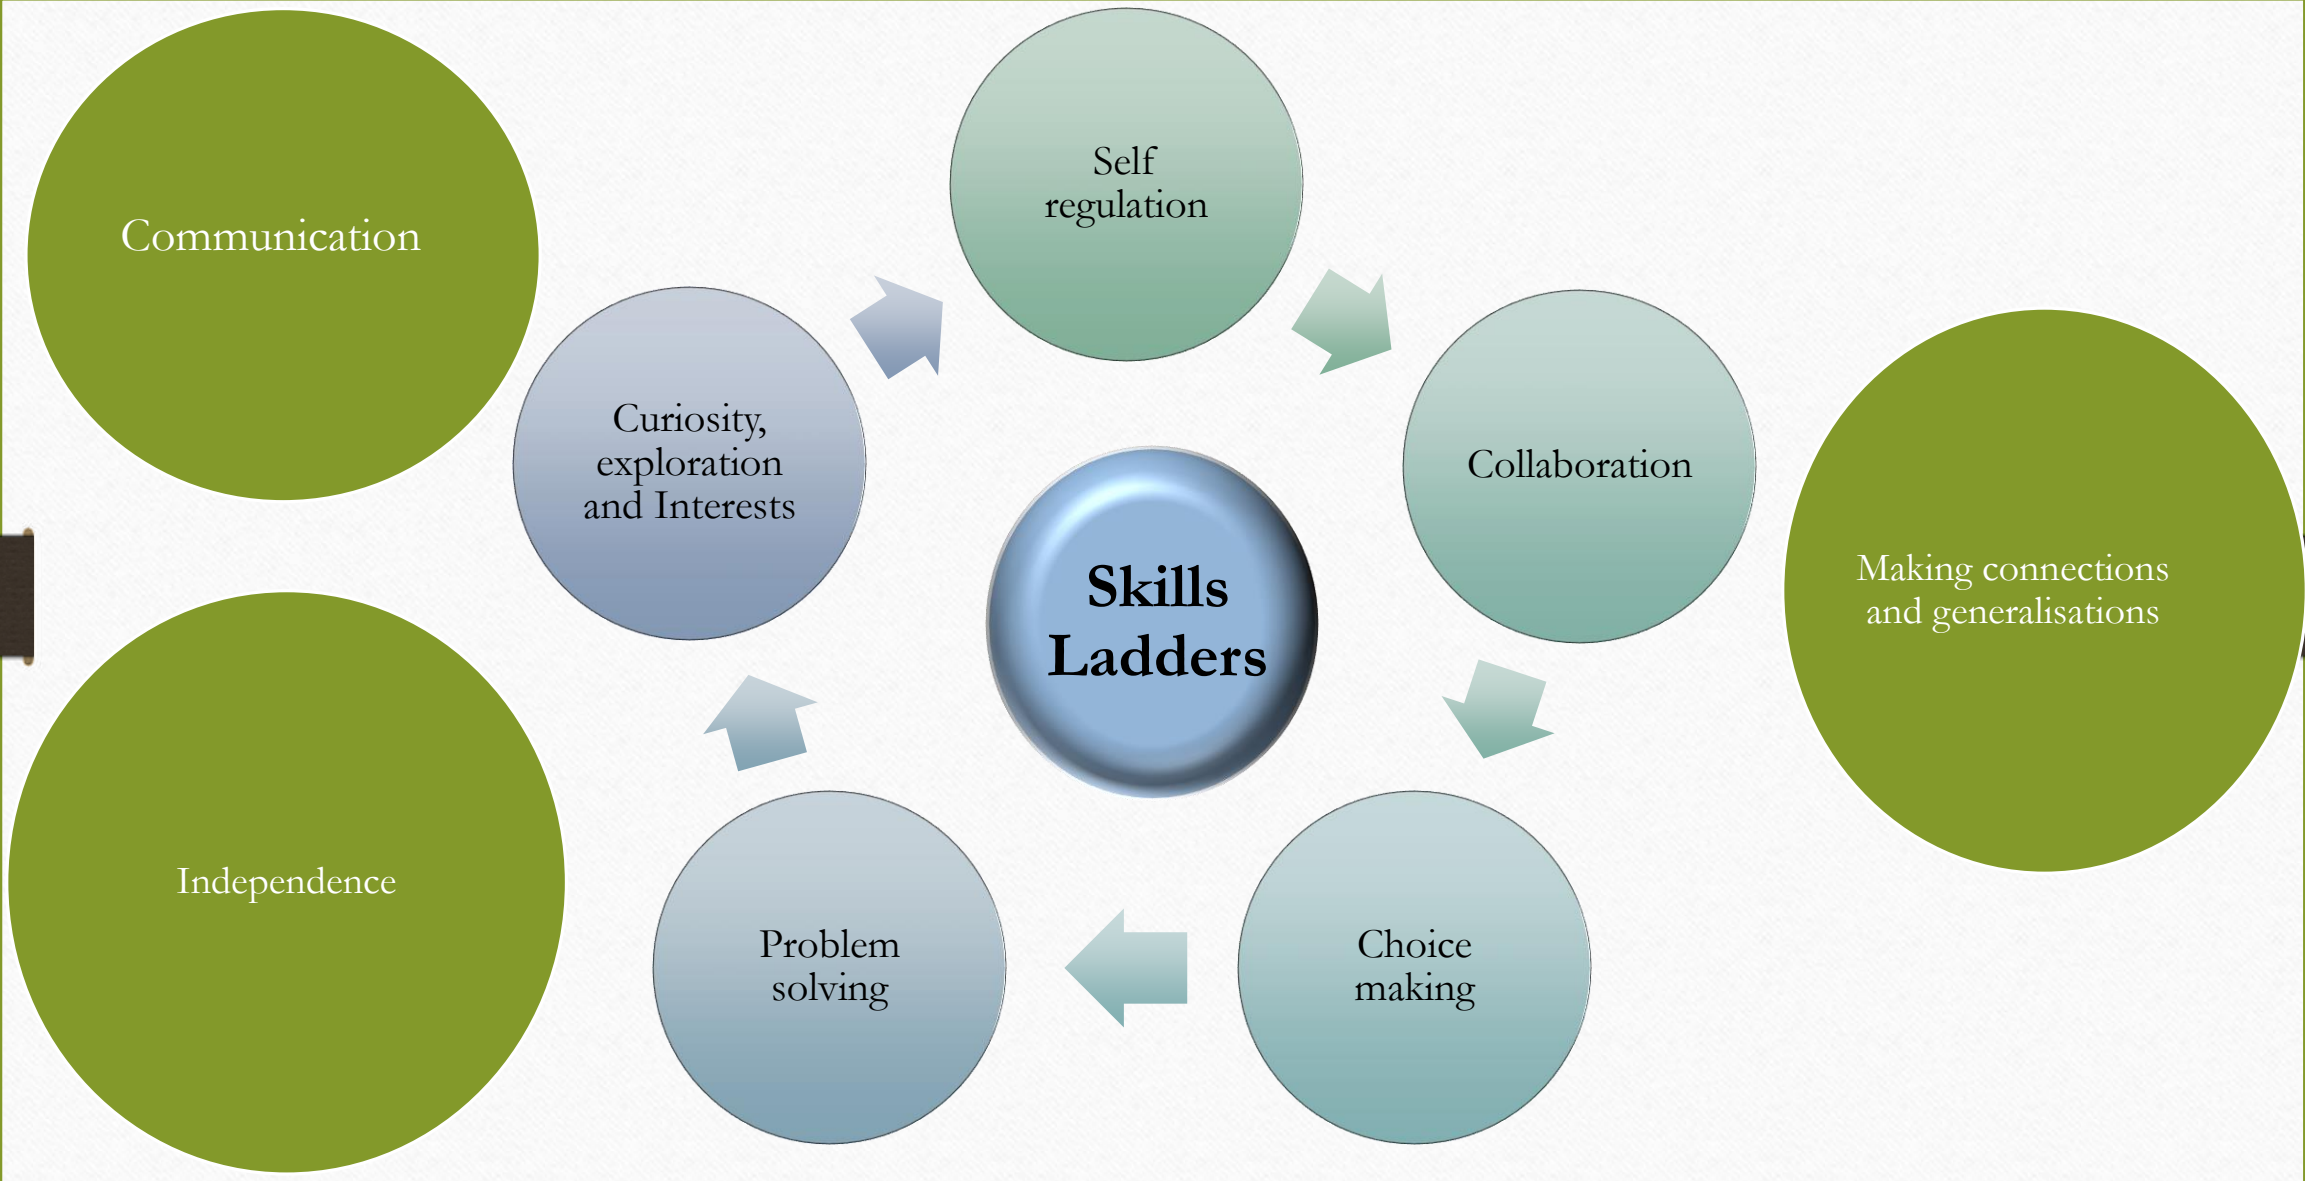 Communication
Self
regulation
Curiosity,
exploration
and Interests
Collaboration
Making connections
and generalisations
Skills
Ladders
Independence
Problem
solving
Choice
making